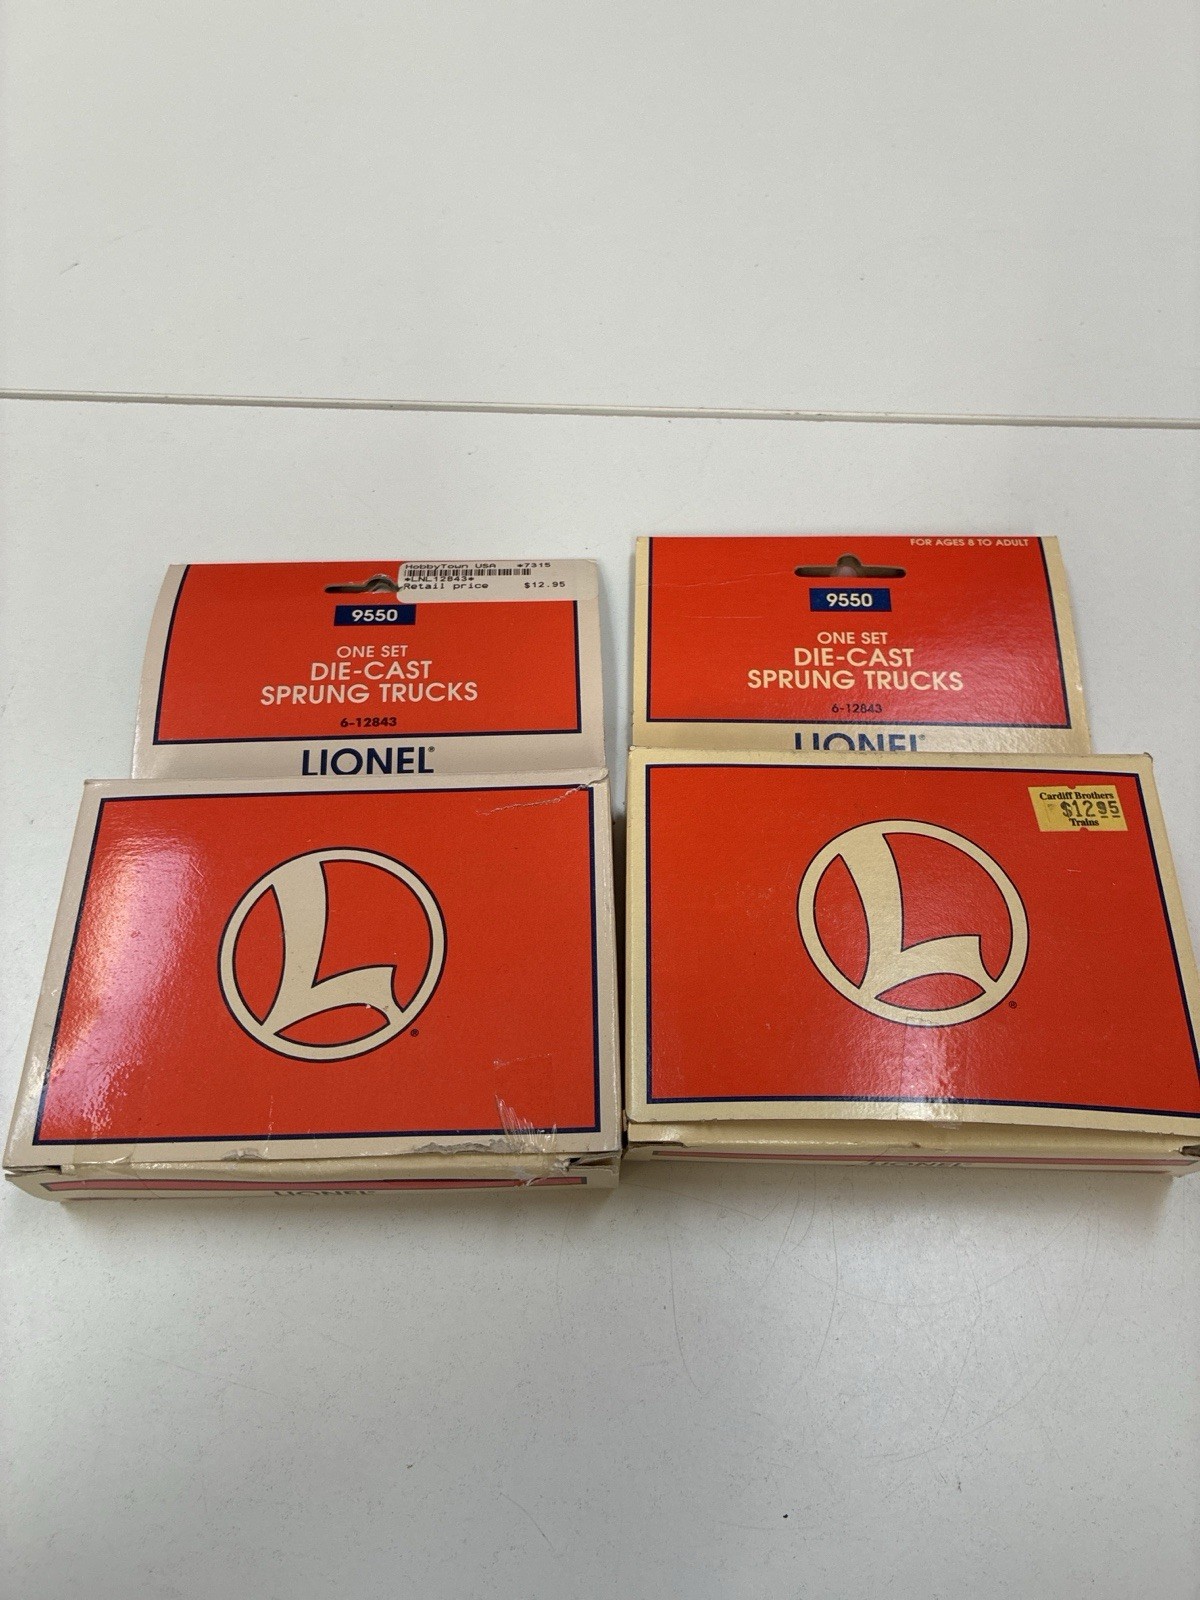 HobbyTown USA *7315
*LNL12843*
Retail price $12.95
9550
ONE SET
DIE-CAST
SPRUNG TRUCKS
6-12843
LIONEL®
L
®
LIONEL®
FOR AGES 8 TO ADULT
9550
ONE SET
DIE-CAST
SPRUNG TRUCKS
6-12843
LIONEL®
Cardiff Brothers
$12.95
Trains
L
®
LIONEL®